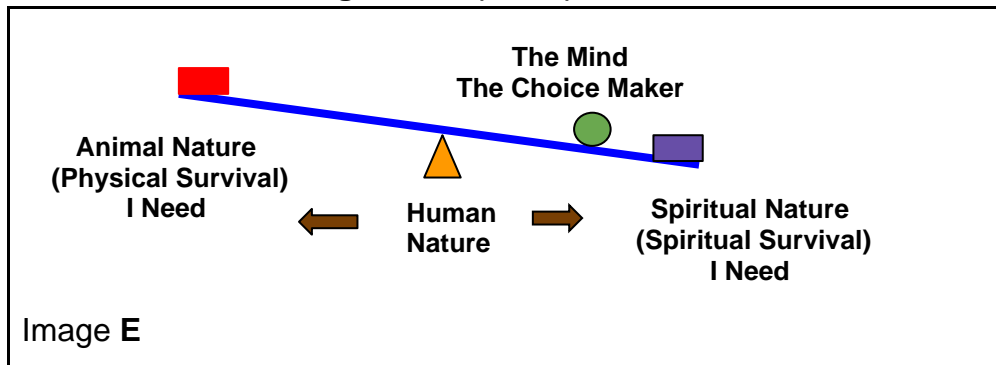 The Mind
The Choice Maker
Animal Nature
(Physical Survival)
I Need
Human
Nature
Spiritual Nature
(Spiritual Survival)
I Need
Image E